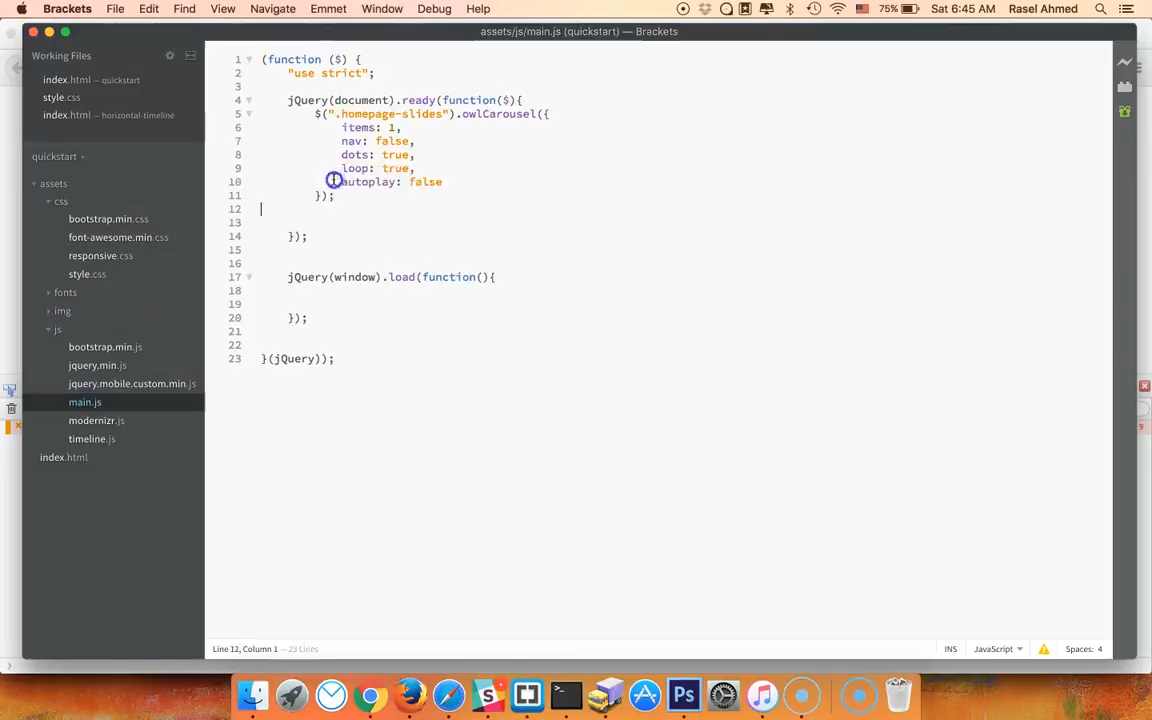 Brackets File Edit Find View Navigate Emmet Window Debug Help 75% Sat 6:45 AM Rasel Ahmed
assets/js/main.js (quickstart) — Brackets
Working Files
index.html — quickstart
style.css
index.html — horizontal-timeline
quickstart
assets
css
bootstrap.min.css
font-awesome.min.css
responsive.css
style.css
fonts
img
js
bootstrap.min.js
jquery.min.js
jquery.mobile.custom.min.js
main.js
modernizr.js
timeline.js
index.html
1 (function ($) {
2 "use strict";
3
4 jQuery(document).ready(function($){
5 $(".homepage-slides").owlCarousel({
6 items: 1,
7 nav: false,
8 dots: true,
9 loop: true,
10 autoplay: false
11 });
12
13
14 });
15
16
17 jQuery(window).load(function(){
18
19
20 });
21
22
23 }(jQuery));
Line 12, Column 1 — 23 Lines
INS JavaScript Spaces: 4
9
Ps